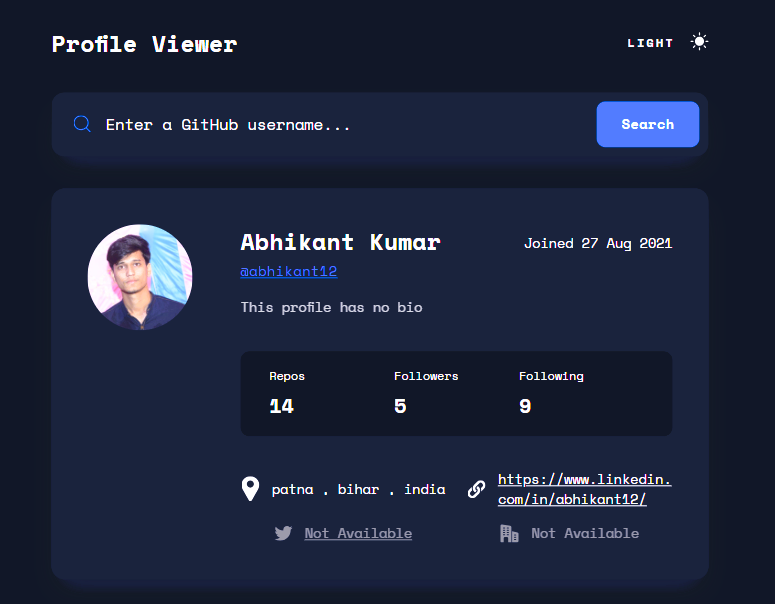 Profile Viewer
LIGHT
Enter a GitHub username...
Search
Abhikant Kumar
Joined 27 Aug 2021
@abhikant12
This profile has no bio
Repos Followers Following
14 5 9
patna , bihar , india
https://www.linkedin.
com/in/abhikant12/
Not Available
Not Available